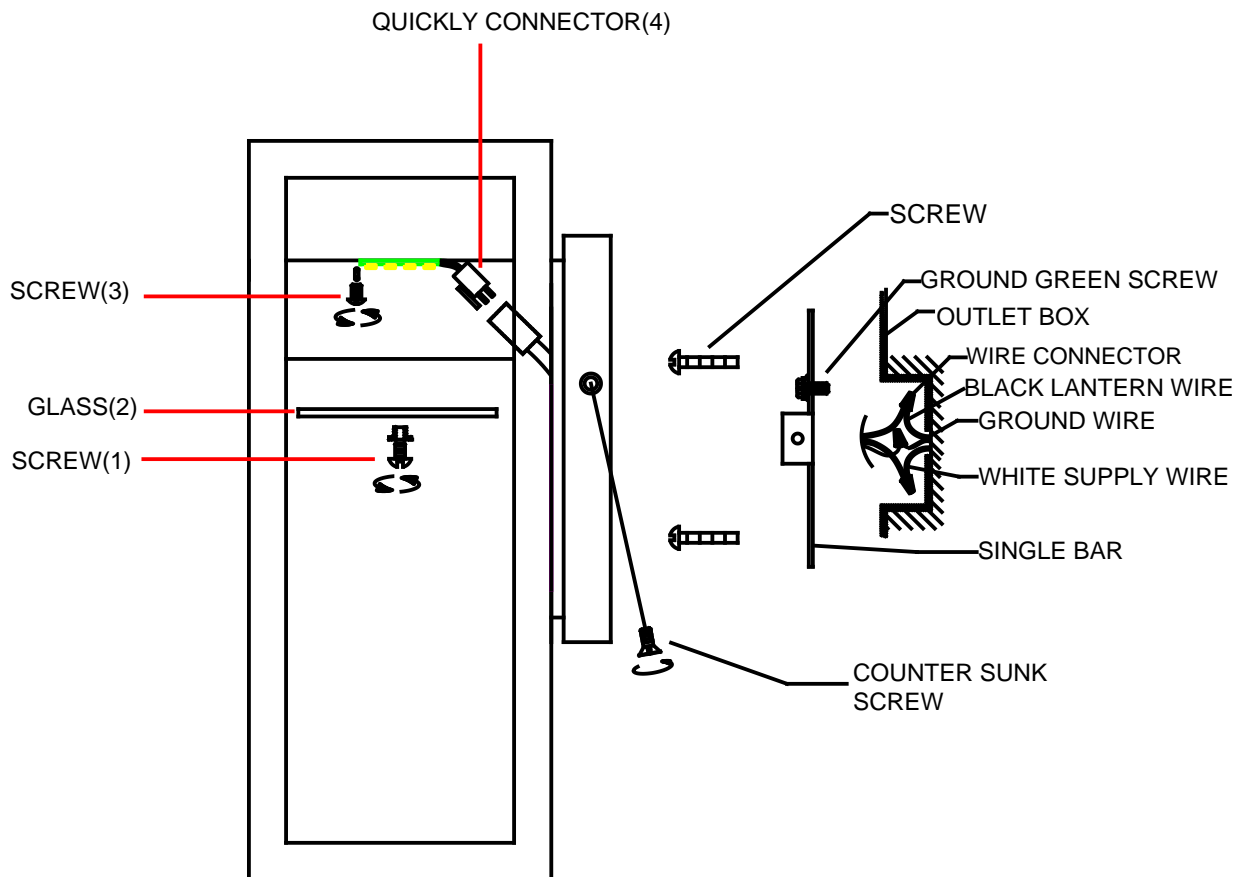 QUICKLY CONNECTOR(4)
SCREW
GROUND GREEN SCREW
SCREW(3)
OUTLET BOX
WIRE CONNECTOR
BLACK LANTERN WIRE
GLASS(2)
GROUND WIRE
SCREW(1)
WHITE SUPPLY WIRE
SINGLE BAR
COUNTER SUNK
SCREW